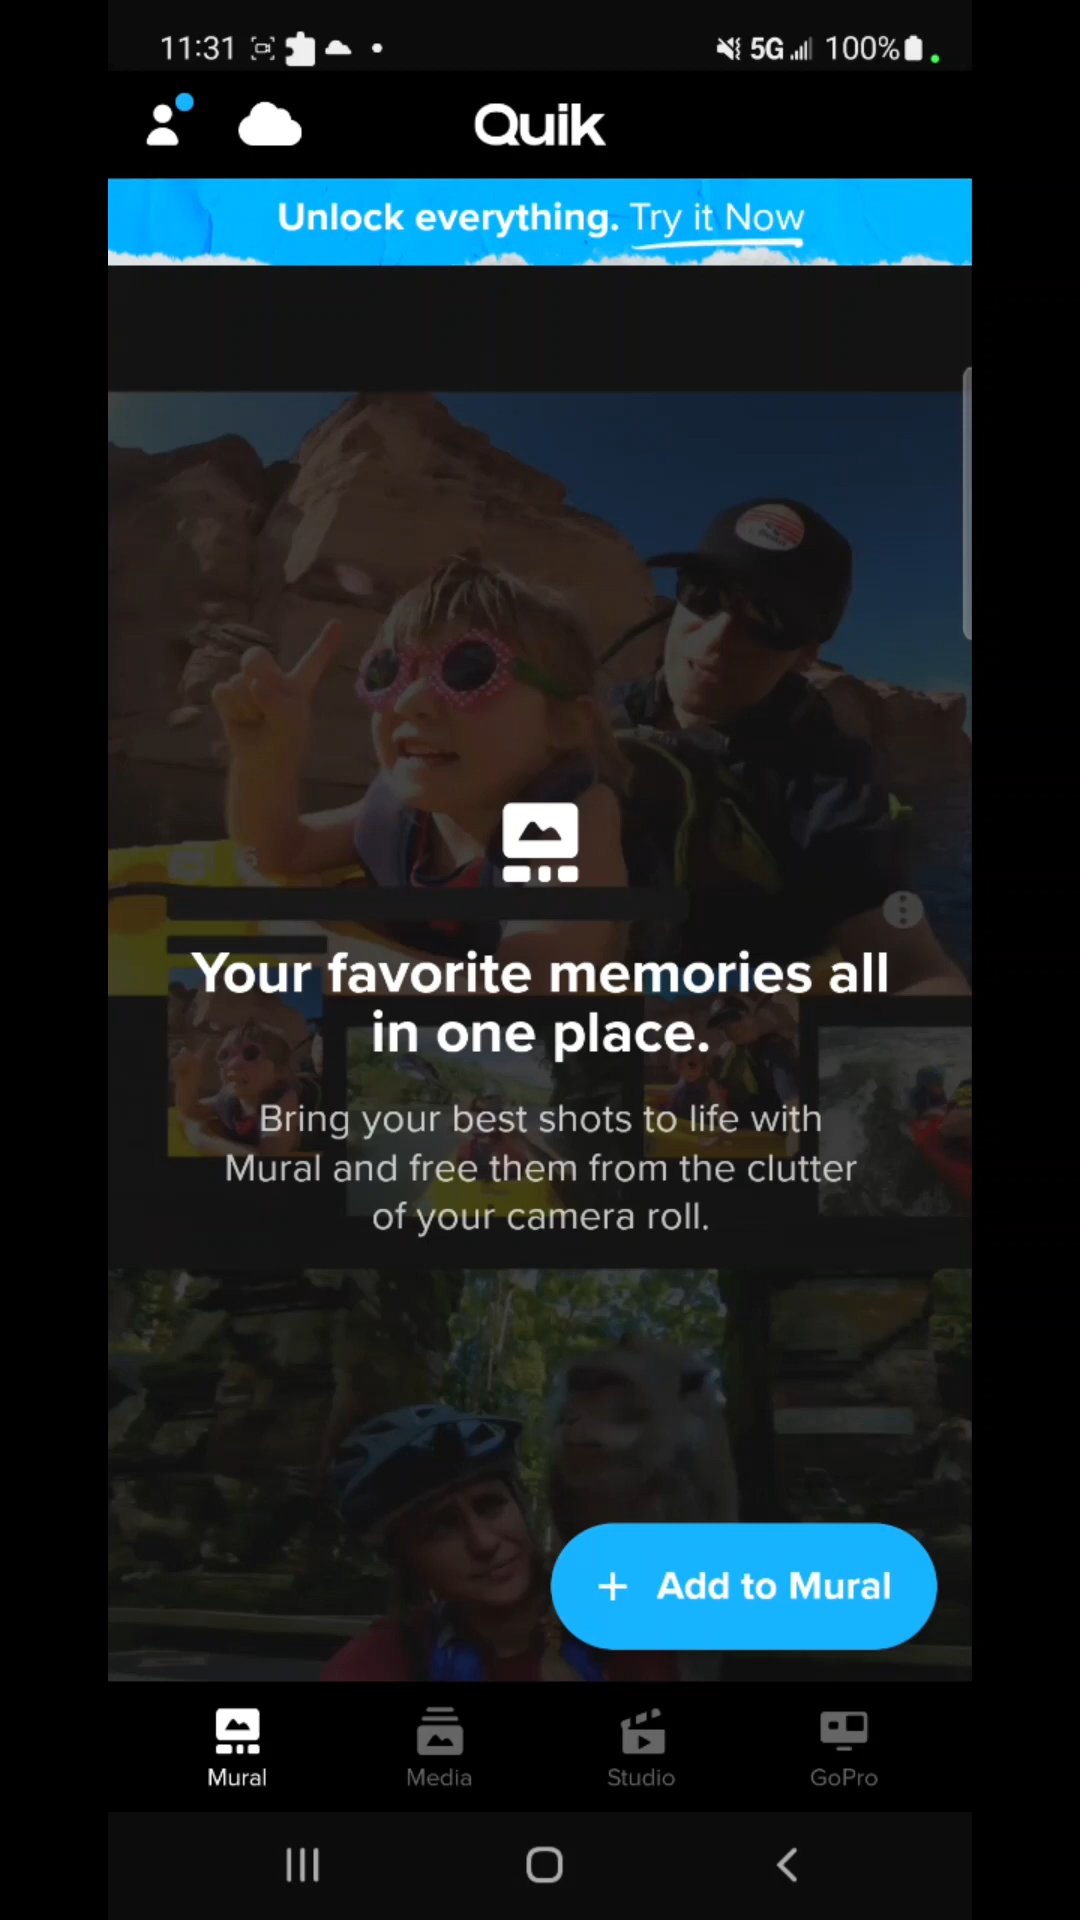 11:31 5G 100%
Quik
Unlock everything. Try it Now
Your favorite memories all
in one place.
Bring your best shots to life with
Mural and free them from the clutter
of your camera roll.
+ Add to Mural
Mural Media Studio GoPro